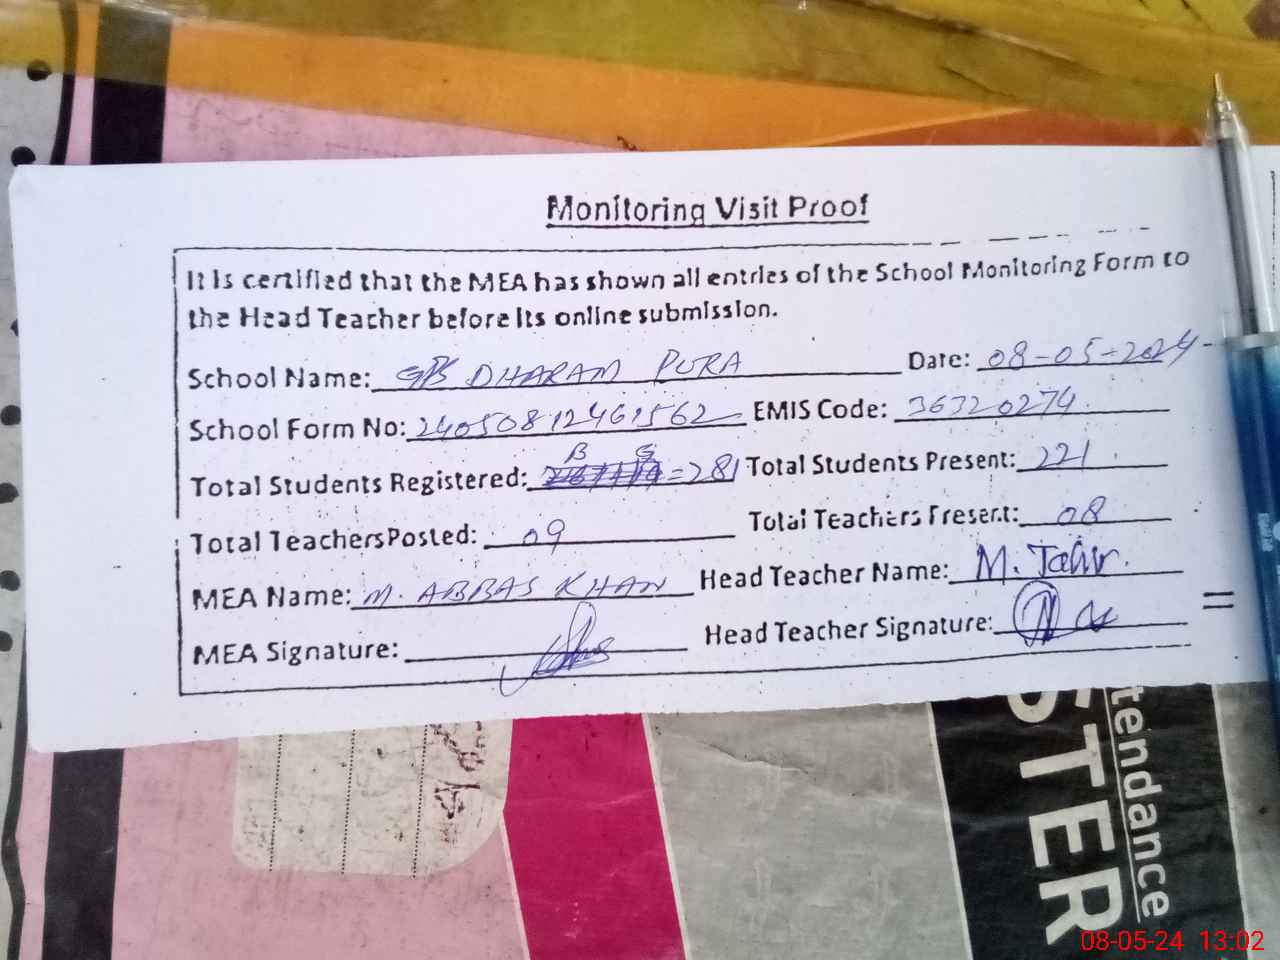 Monitoring Visit Proof
It is certified that the MEA has shown all entries of the School Monitoring Form to
the Head Teacher before its online submission.
School Name: GPS DHARAM PURA Date: 08-05-2024
School Form No: 24050812461562 EMIS Code: 36320274
B G
Total Students Registered: =281 Total Students Present: 221
Total Teachers Posted: 09 Total Teachers Present: 08
MEA Name: M. ABBAS KHAN Head Teacher Name: M. Tahir.
MEA Signature: Head Teacher Signature:
tendance
STER
08-05-24 13:02